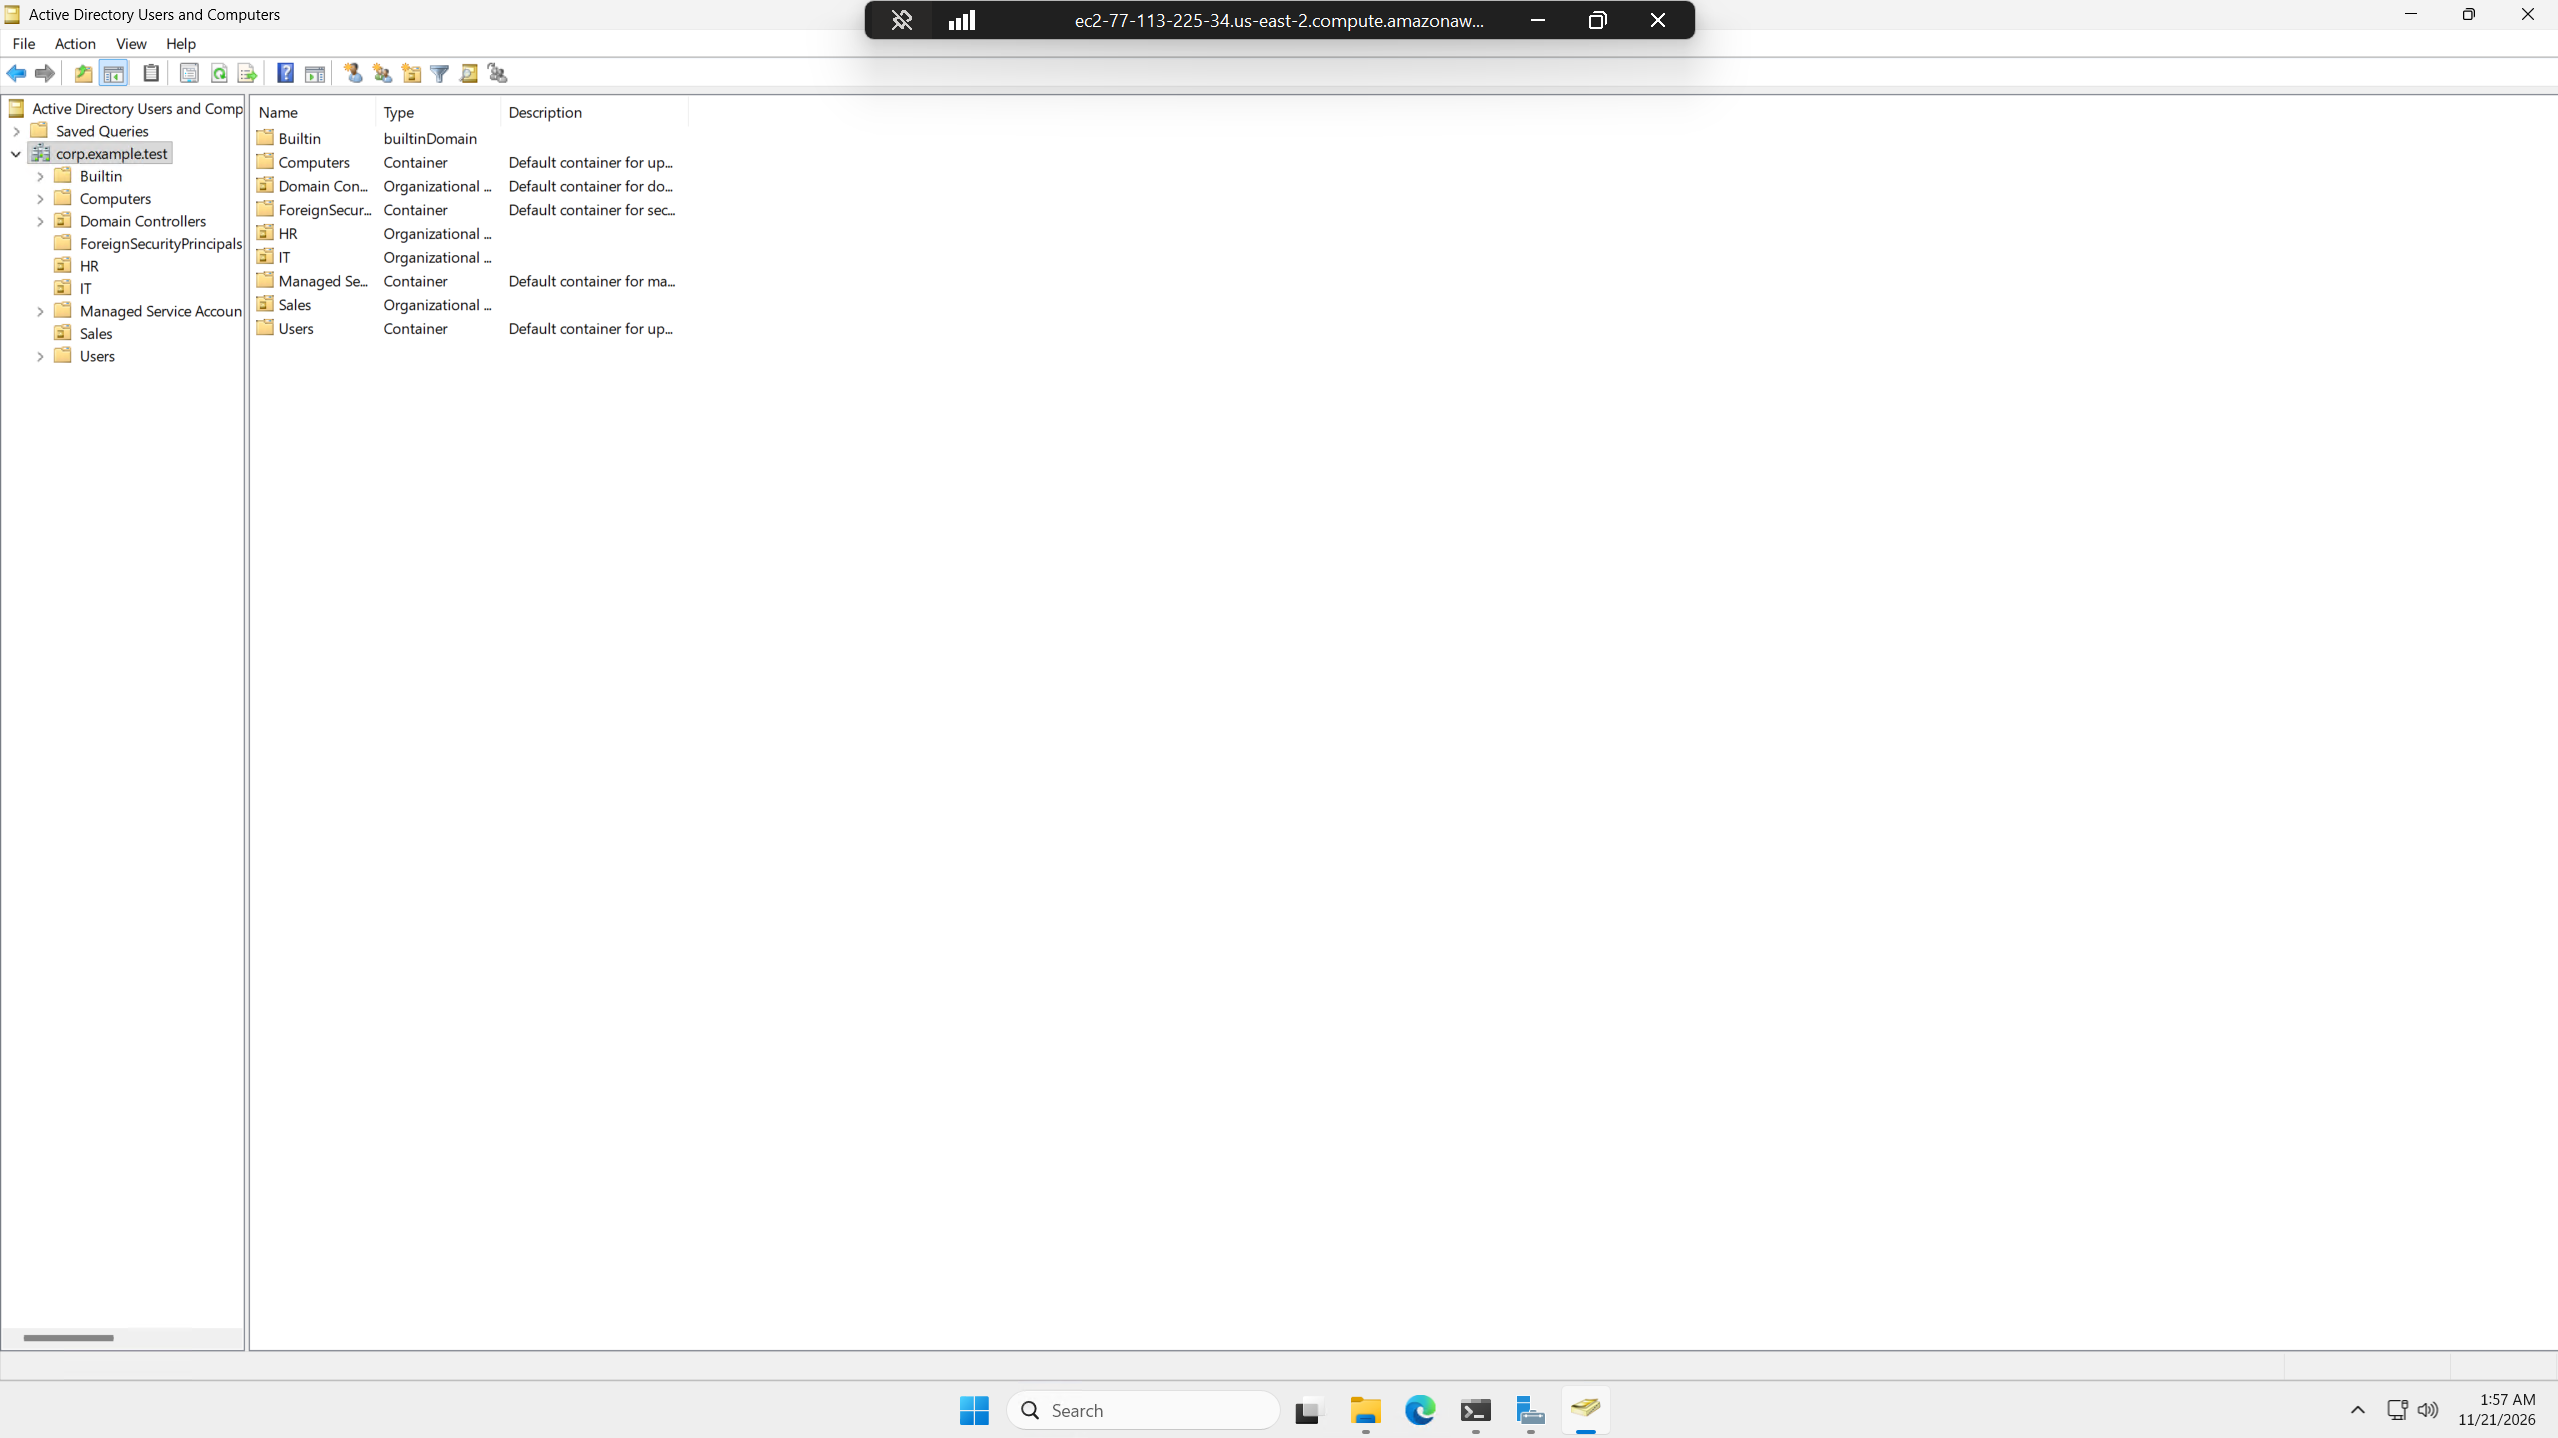 Active Directory Users and Computers
ec2-77-113-225-34.us-east-2.compute.amazonaw...
File Action View Help
Active Directory Users and Comp
Saved Queries
corp.example.test
Builtin
Computers
Domain Controllers
ForeignSecurityPrincipals
HR
IT
Managed Service Accoun
Sales
Users
Name Type Description
Builtin builtinDomain
Computers Container Default container for up...
Domain Con... Organizational ... Default container for do...
ForeignSecur... Container Default container for sec...
HR Organizational ...
IT Organizational ...
Managed Se... Container Default container for ma...
Sales Organizational ...
Users Container Default container for up...
Search
1:57 AM
11/21/2026